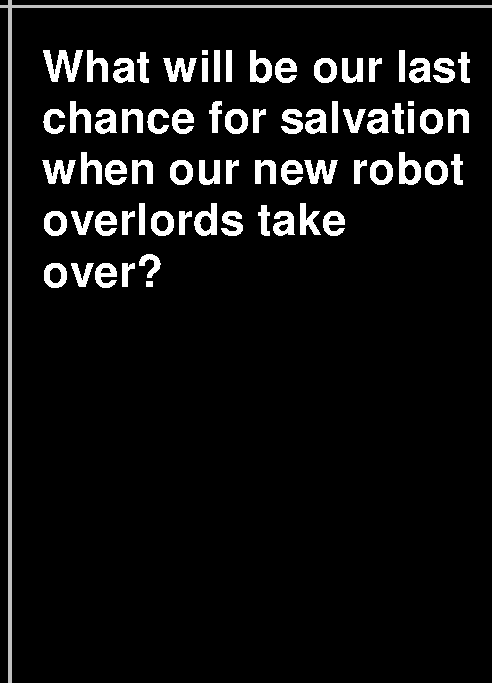 What will be our last
chance for salvation
when our new robot
overlords take
over?